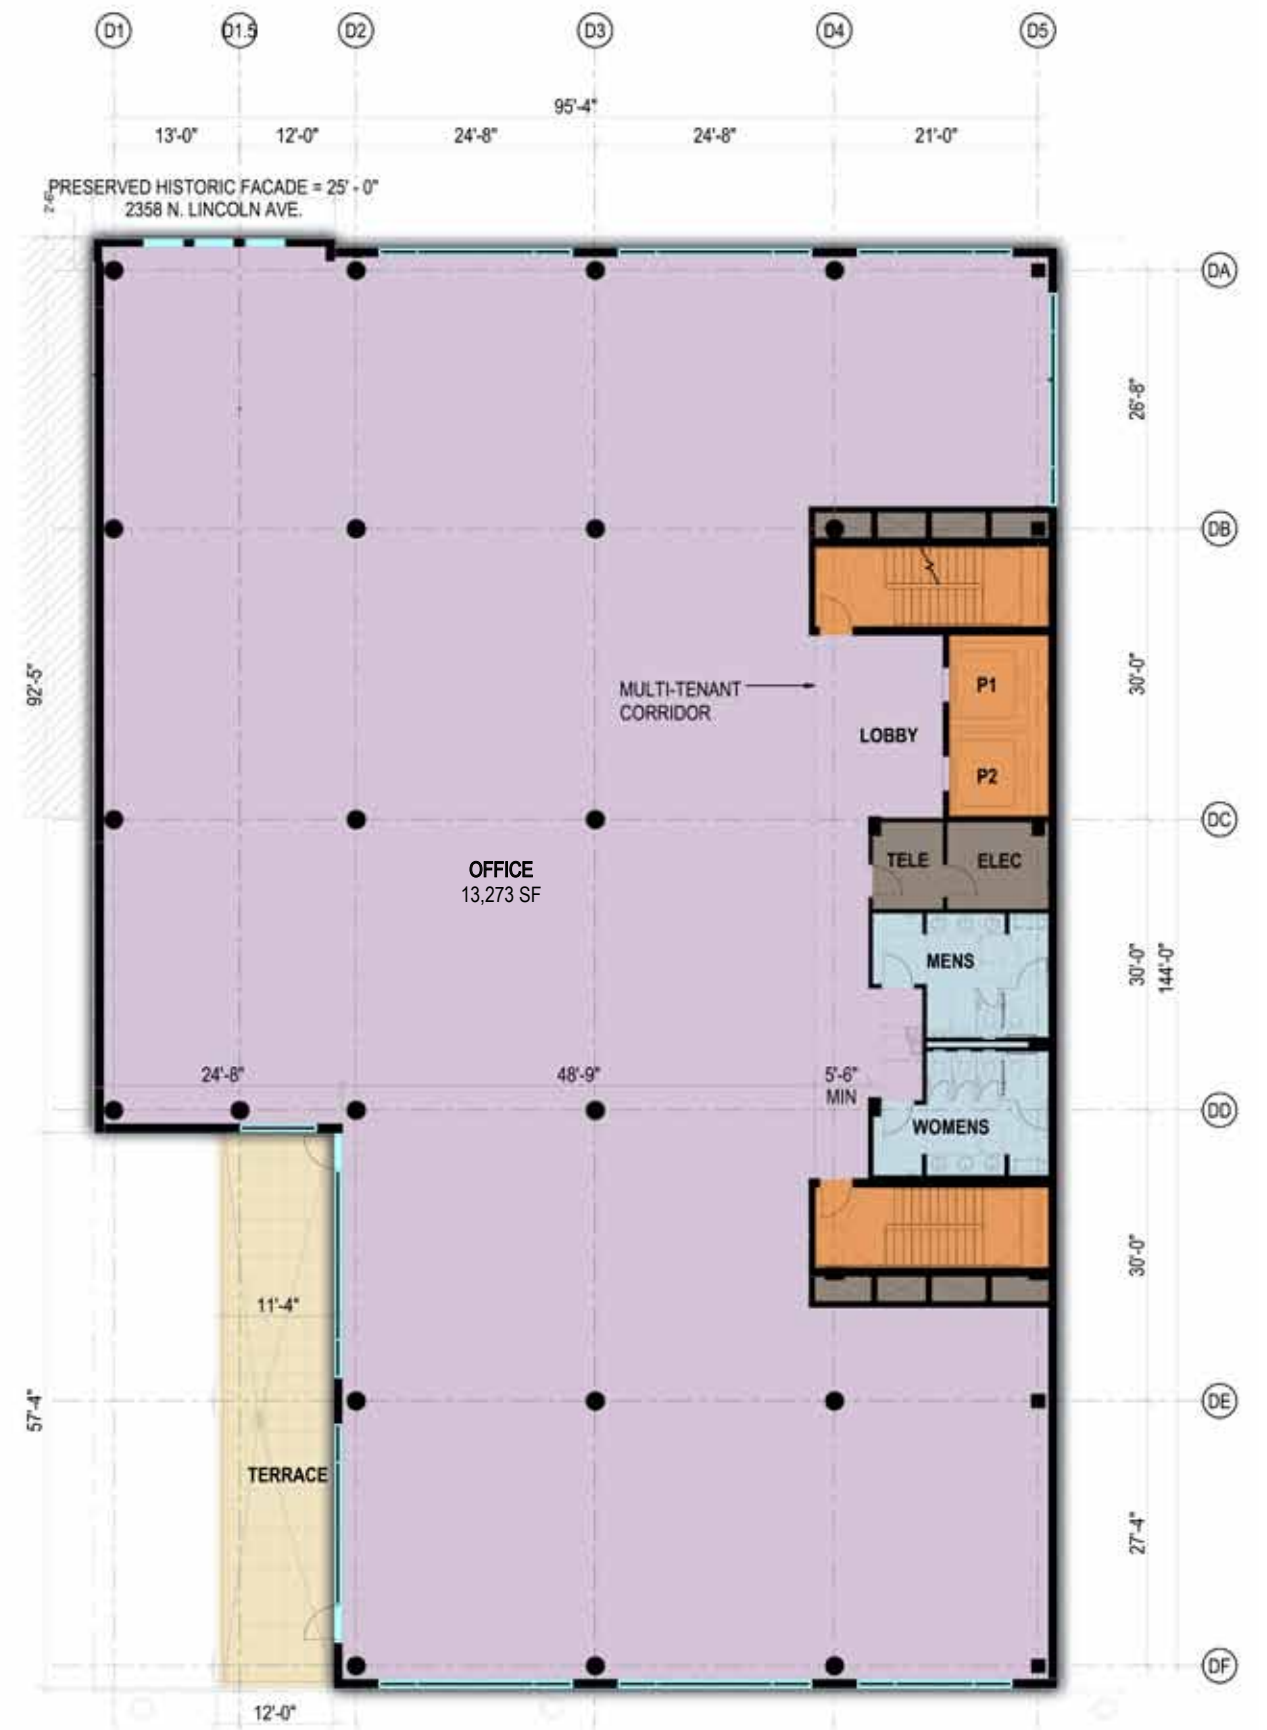 D1 D1.5 D2 D3 D4 D5
95'-4"
13'-0" 12'-0" 24'-8" 24'-8" 21'-0"
PRESERVED HISTORIC FACADE = 25' - 0"
2358 N. LINCOLN AVE.
2'-6"
DA
26'-8"
DB
92'-5"
30'-0"
MULTI-TENANT
CORRIDOR
P1
LOBBY
P2
DC
TELE ELEC
OFFICE
13,273 SF
MENS
30'-0"
144'-0"
24'-8" 48'-9" 5'-6"
MIN
DD
WOMENS
30'-0"
11'-4"
57'-4"
DE
TERRACE
27'-4"
DF
12'-0"